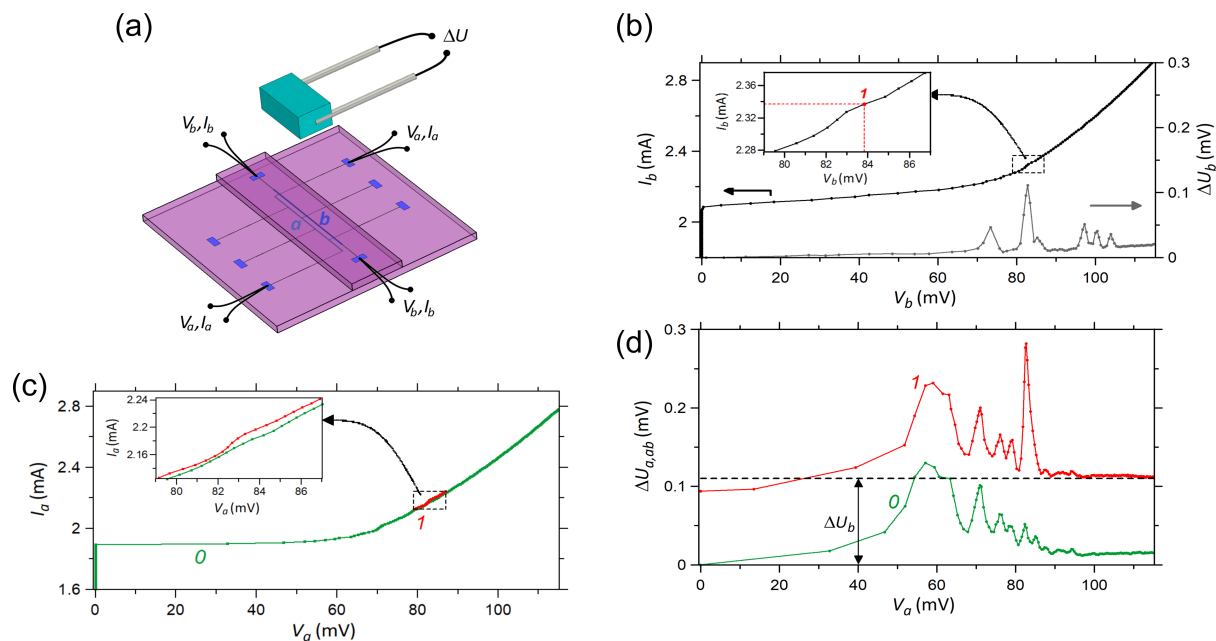 (a)
ΔU
V_b,I_b
V_a,I_a
a
b
V_a,I_a
V_b,I_b
(b)
2.8
2.4
2
I_b (mA)
0.3
0.2
0.1
0
ΔU_b (mV)
0 20 40 60 80 100
V_b (mV)
2.36
2.32
2.28
I_b (mA)
1
80 82 84 86
V_b (mV)
(c)
2.8
2.4
2
1.6
I_a (mA)
0 20 40 60 80 100
V_a (mV)
2.24
2.2
2.16
I_a (mA)
80 82 84 86
V_a (mV)
0
1
(d)
0.3
0.2
0.1
0
ΔU_a,ab (mV)
1
0
ΔU_b
0 20 40 60 80 100
V_a (mV)